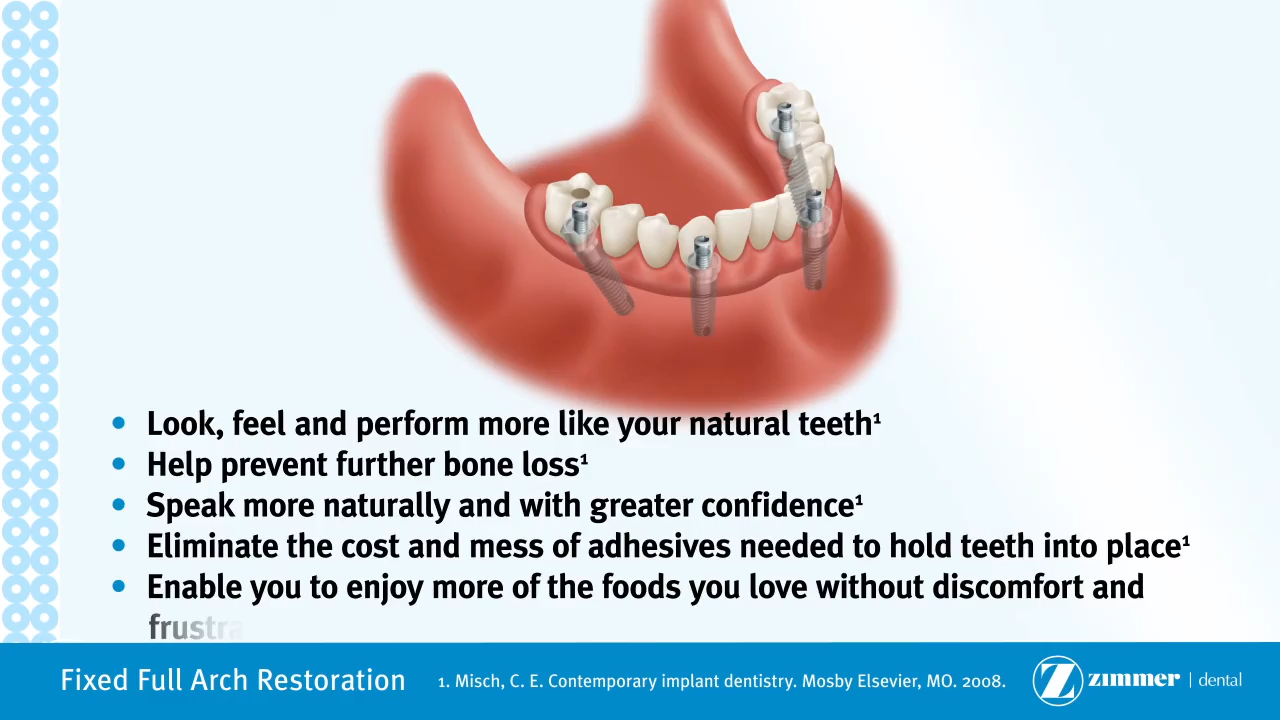 • Look, feel and perform more like your natural teeth¹
• Help prevent further bone loss¹
• Speak more naturally and with greater confidence¹
• Eliminate the cost and mess of adhesives needed to hold teeth into place¹
• Enable you to enjoy more of the foods you love without discomfort and
Fixed Full Arch Restoration
1. Misch, C. E. Contemporary implant dentistry. Mosby Elsevier, MO. 2008.
Z zimmer | dental